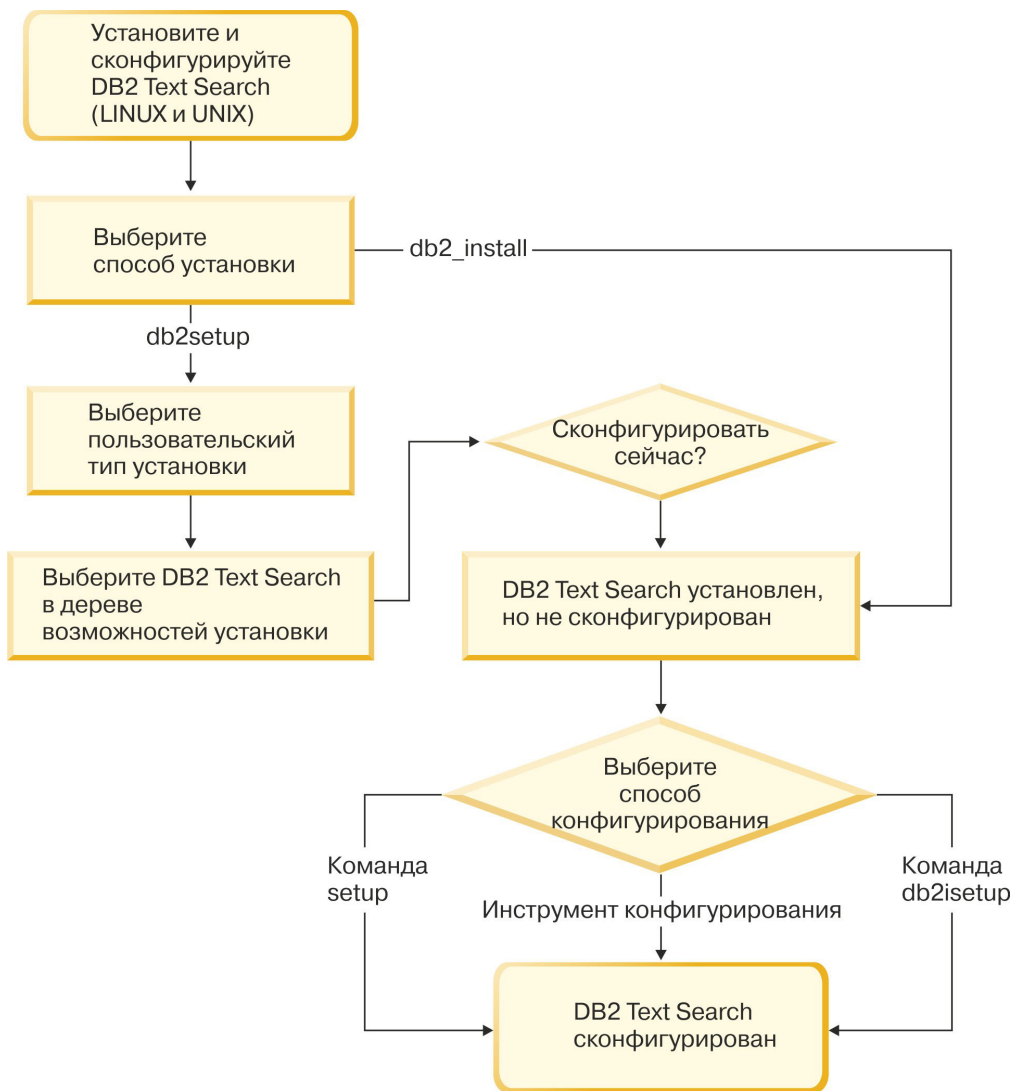 Установите и
сконфигурируйте
DB2 Text Search
(LINUX и UNIX)
Выберите
способ установки
db2_install
db2setup
Выберите
пользовательский
тип установки
Сконфигурировать
сейчас?
Выберите DB2 Text Search
в дереве
возможностей установки
DB2 Text Search установлен,
но не сконфигурирован
Выберите
способ
конфигурирования
Команда
setup
Инструмент конфигурирования
Команда
db2isetup
DB2 Text Search
сконфигурирован